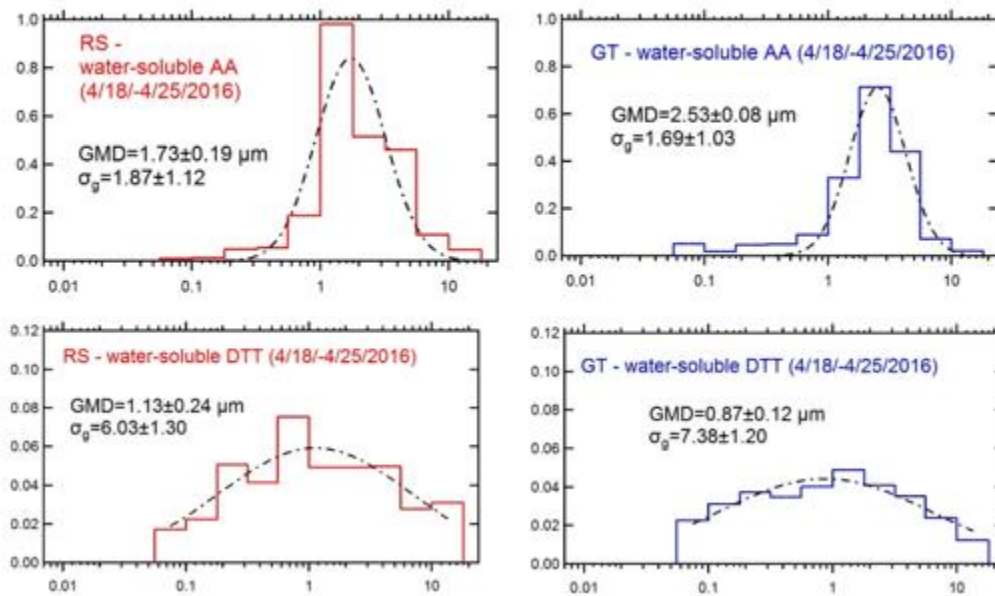 1.0
0.8
0.6
0.4
0.2
0.0
RS -
water-soluble AA
(4/18/-4/25/2016)
GMD=1.73±0.19 µm
σg=1.87±1.12
0.01 0.1 1 10
1.0
0.8
0.6
0.4
0.2
0.0
GT - water-soluble AA (4/18/-4/25/2016)
GMD=2.53±0.08 µm
σg=1.69±1.03
0.01 0.1 1 10
0.12
0.10
0.08
0.06
0.04
0.02
0.00
RS - water-soluble DTT (4/18/-4/25/2016)
GMD=1.13±0.24 µm
σg=6.03±1.30
0.01 0.1 1 10
0.12
0.10
0.08
0.06
0.04
0.02
0.00
GT - water-soluble DTT (4/18/-4/25/2016)
GMD=0.87±0.12 µm
σg=7.38±1.20
0.01 0.1 1 10